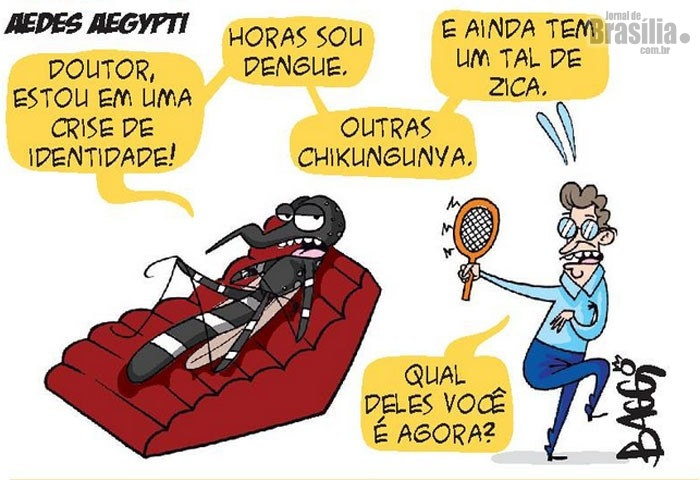 AEDES AEGYPTI
Jornal de
Brasília.
com.br
DOUTOR,
ESTOU EM UMA
CRISE DE
IDENTIDADE!
HORAS SOU
DENGUE.
OUTRAS
CHIKUNGUNYA.
E AINDA TEM
UM TAL DE
ZICA.
QUAL
DELES VOCÊ
É AGORA?
BAGGI